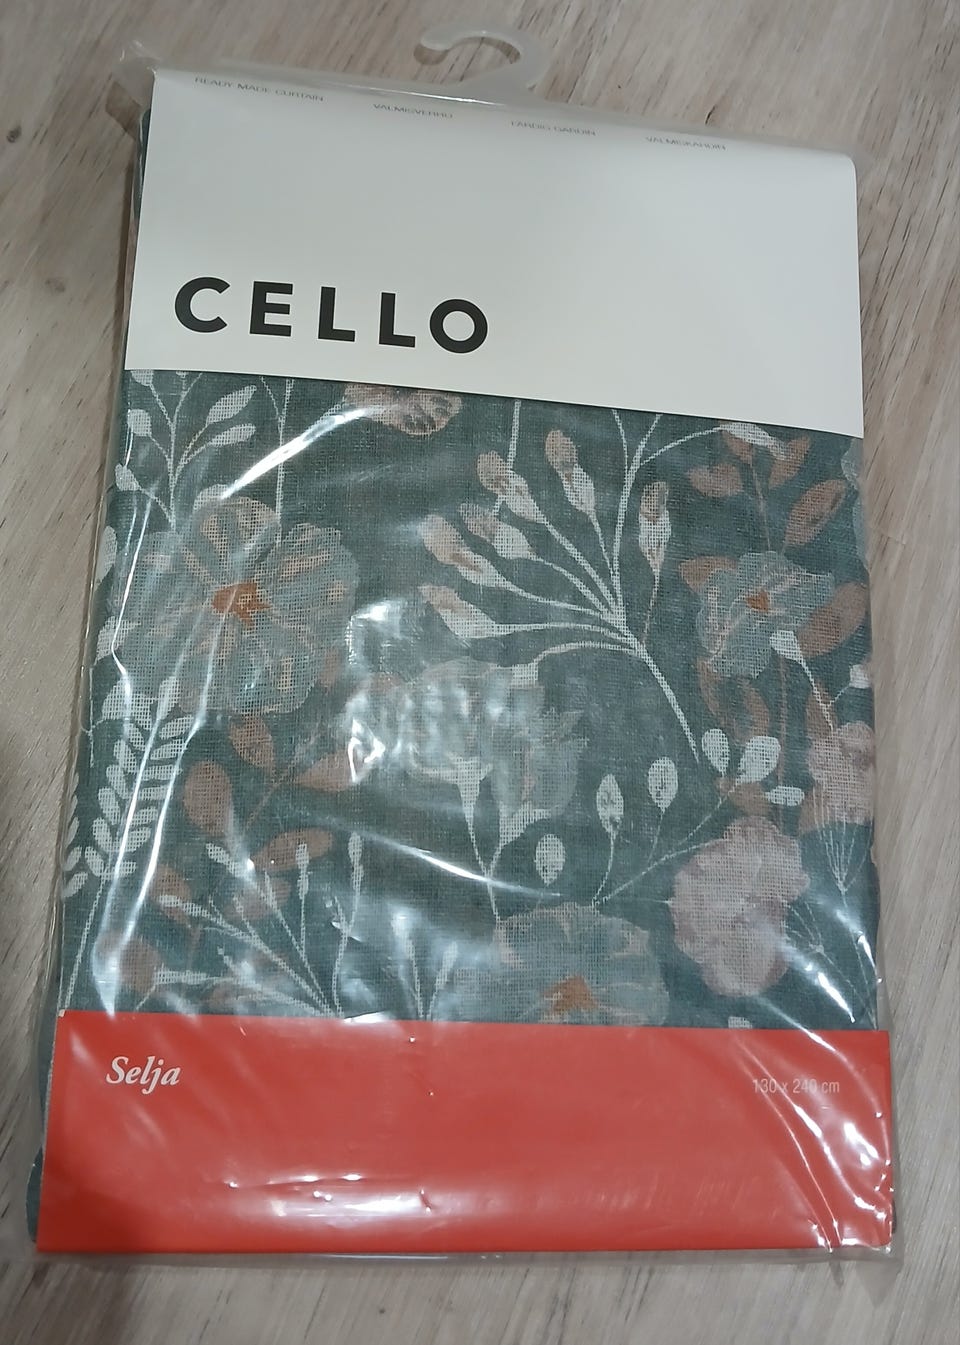 READY MADE CURTAIN VALMISVERHO FÄRDIG GARDIN VALMISKARDIN
CELLO
Selja
130 x 240 cm